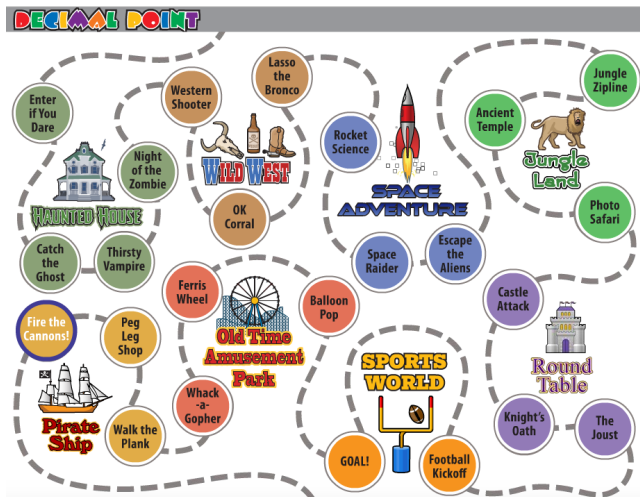 DECIMAL POINT
Enter
if You
Dare
Night
of the
Zombie
HAUNTED HOUSE
Catch
the
Ghost
Thirsty
Vampire
Western
Shooter
Lasso
the
Bronco
WILD WEST
OK
Corral
Rocket
Science
SPACE
ADVENTURE
Space
Raider
Escape
the
Aliens
Jungle
Zipline
Ancient
Temple
Jungle
Land
Photo
Safari
Fire the
Cannons!
Peg
Leg
Shop
Pirate
Ship
Walk the
Plank
Ferris
Wheel
Balloon
Pop
Old Time
Amusement
Park
Whack
-a-
Gopher
SPORTS
WORLD
GOAL!
Football
Kickoff
Castle
Attack
Round
Table
Knight's
Oath
The
Joust